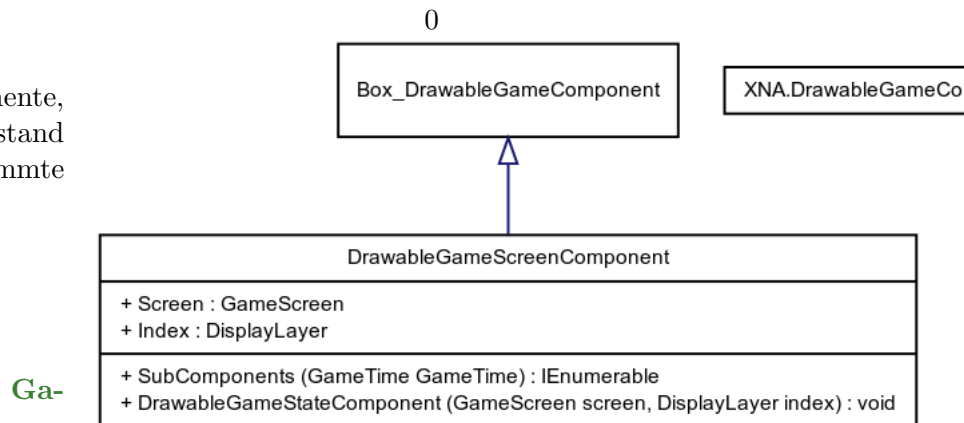 0
Box_DrawableGameComponent
XNA.DrawableGameCo
nente,
stand
mmte
DrawableGameScreenComponent
+ Screen : GameScreen
+ Index : DisplayLayer
+ SubComponents (GameTime GameTime) : IEnumerable
Ga-
+ DrawableGameStateComponent (GameScreen screen, DisplayLayer index) : void